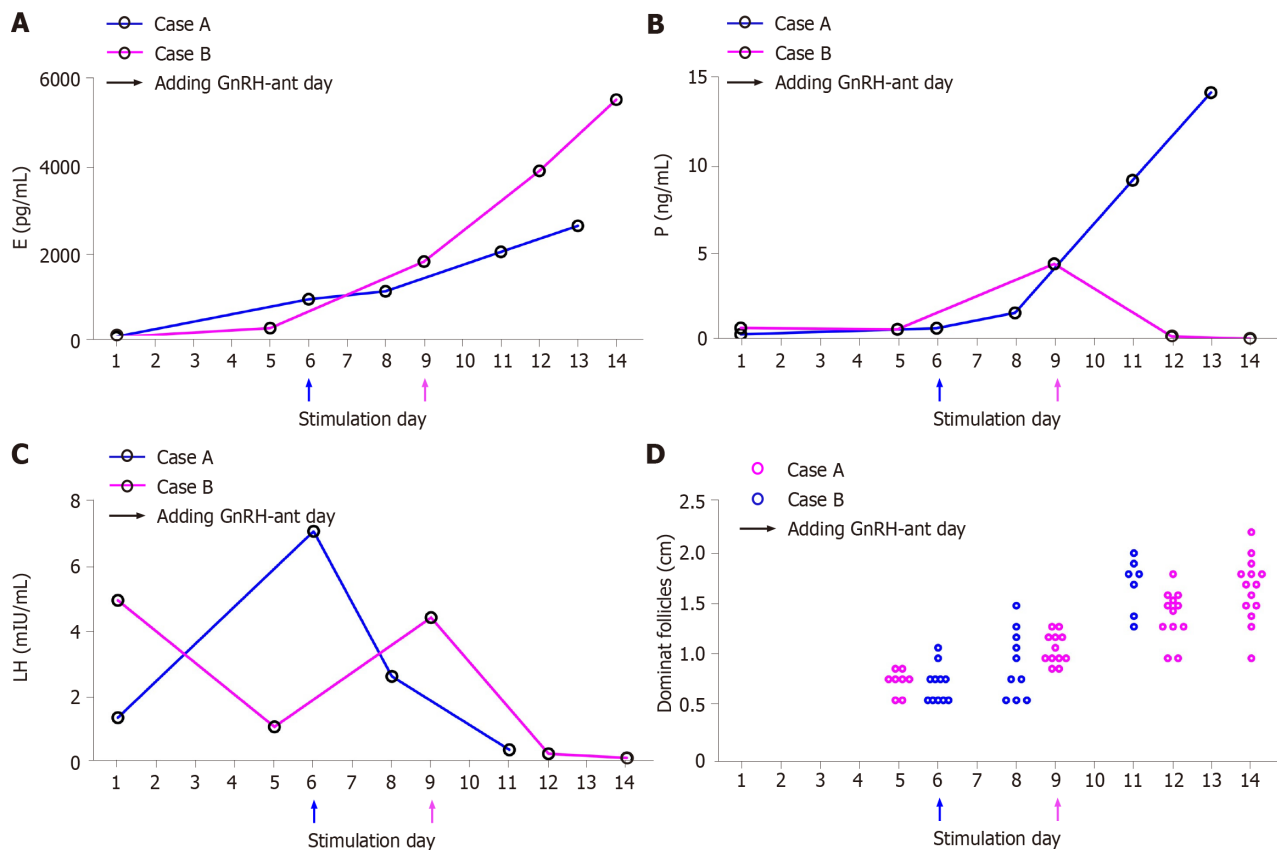 A
Case A
Case B
Adding GnRH-ant day
6000
4000
2000
0
E (pg/mL)
1 2 3 4 5 6 7 8 9 10 11 12 13 14
Stimulation day
B
Case A
Case B
Adding GnRH-ant day
15
10
5
0
P (ng/mL)
1 2 3 4 5 6 7 8 9 10 11 12 13 14
Stimulation day
C
Case A
Case B
Adding GnRH-ant day
8
6
4
2
0
LH (mIU/mL)
1 2 3 4 5 6 7 8 9 10 11 12 13 14
Stimulation day
D
Case A
Case B
Adding GnRH-ant day
2.5
2.0
1.5
1.0
0.5
0
Dominat follicles (cm)
1 2 3 4 5 6 7 8 9 10 11 12 13 14
Stimulation day